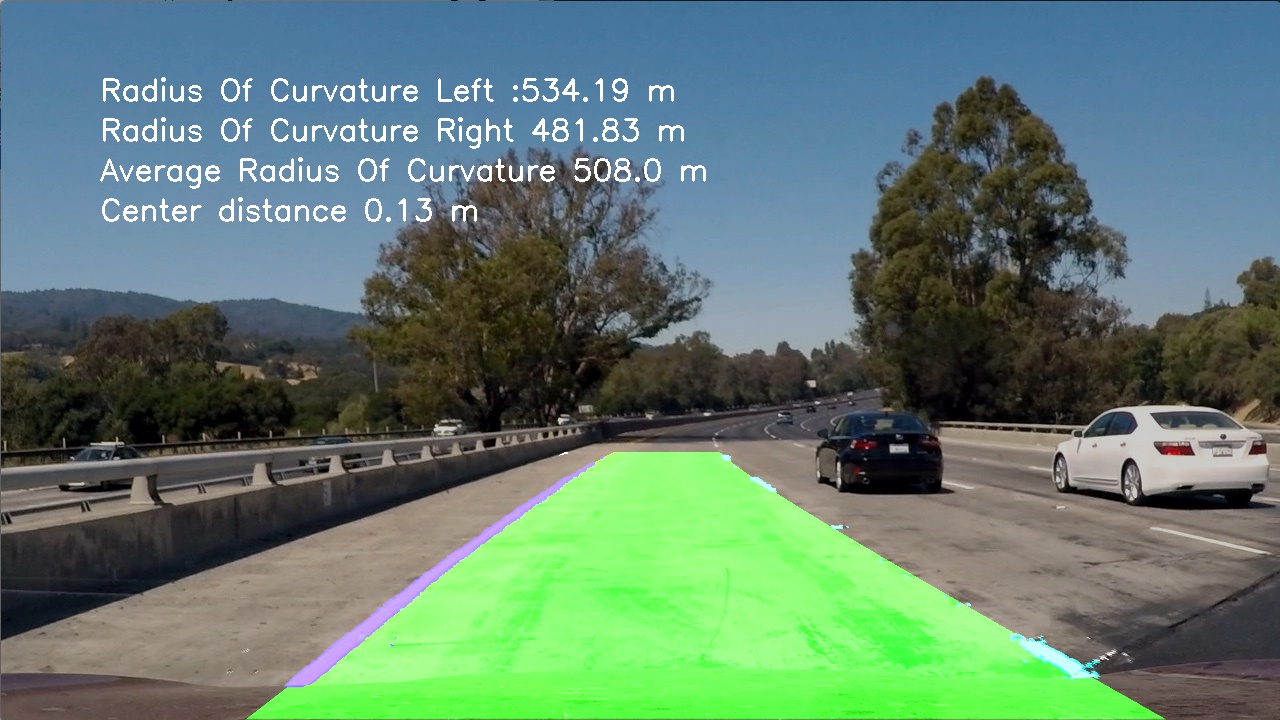 Radius Of Curvature Left :534.19 m
Radius Of Curvature Right 481.83 m
Average Radius Of Curvature 508.0 m
Center distance 0.13 m